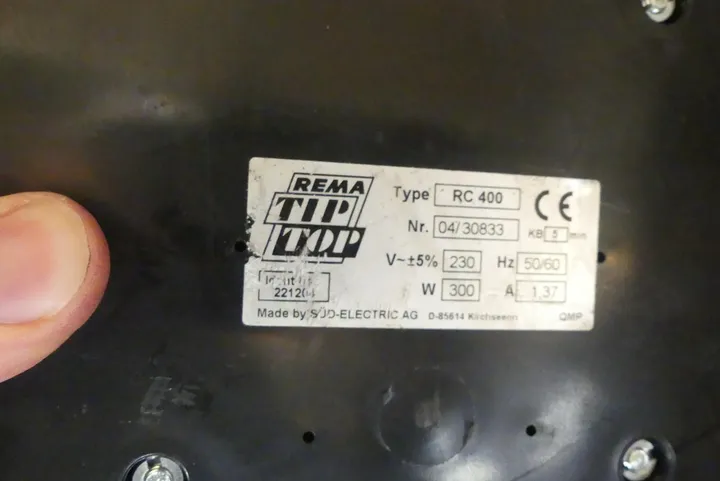 REMA
TIP
TOP
Type RC 400
CE
Nr. 04/30833
KB 5 min
V~±5% 230 Hz 50/60
W 300 A 1,37
221204
Made by SÜD-ELECTRIC AG D-85614 Kirchseeon QMP